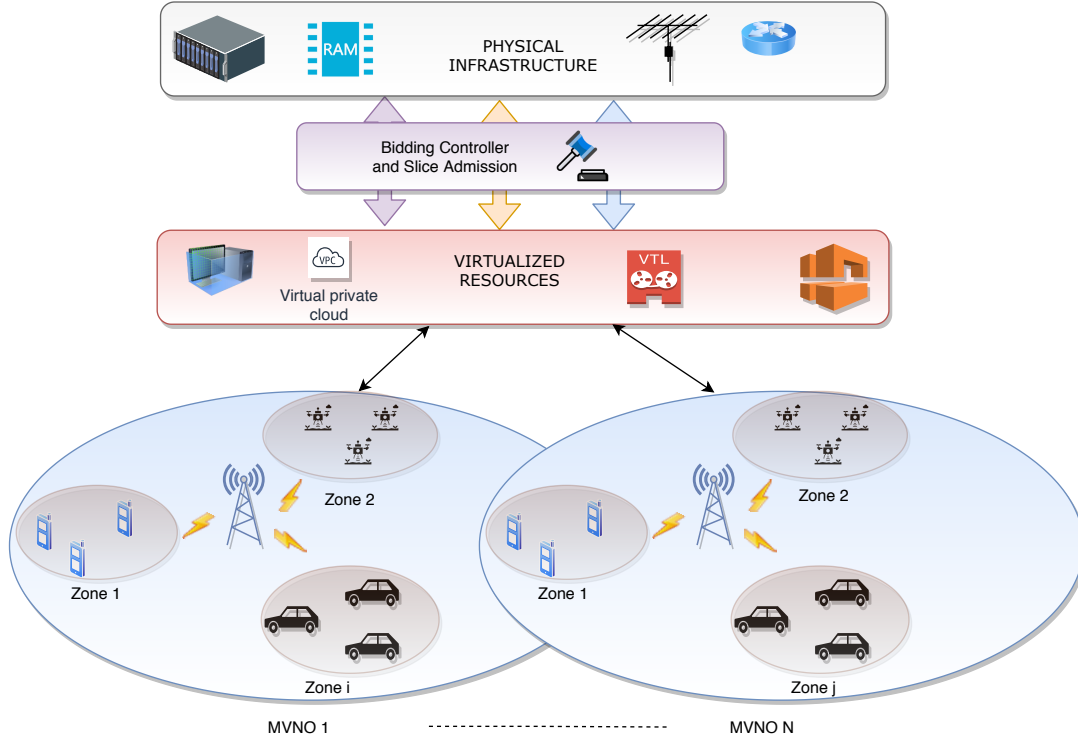 RAM
PHYSICAL
INFRASTRUCTURE
Bidding Controller
and Slice Admission
VPC
Virtual private
cloud
VIRTUALIZED
RESOURCES
VTL
Zone 2
Zone 1
Zone i
Zone 2
Zone 1
Zone j
MVNO 1
MVNO N